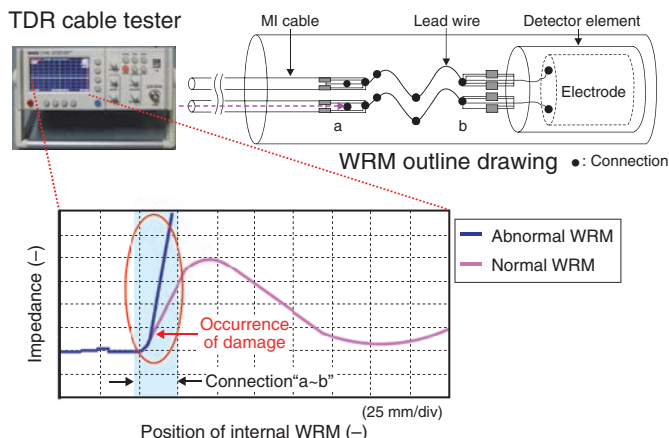 TDR cable tester
MI cable
Lead wire
Detector element
Electrode
a
b
WRM outline drawing
●: Connection
Impedance (–)
Abnormal WRM
Normal WRM
Occurrence
of damage
Connection“a~b”
(25 mm/div)
Position of internal WRM (–)